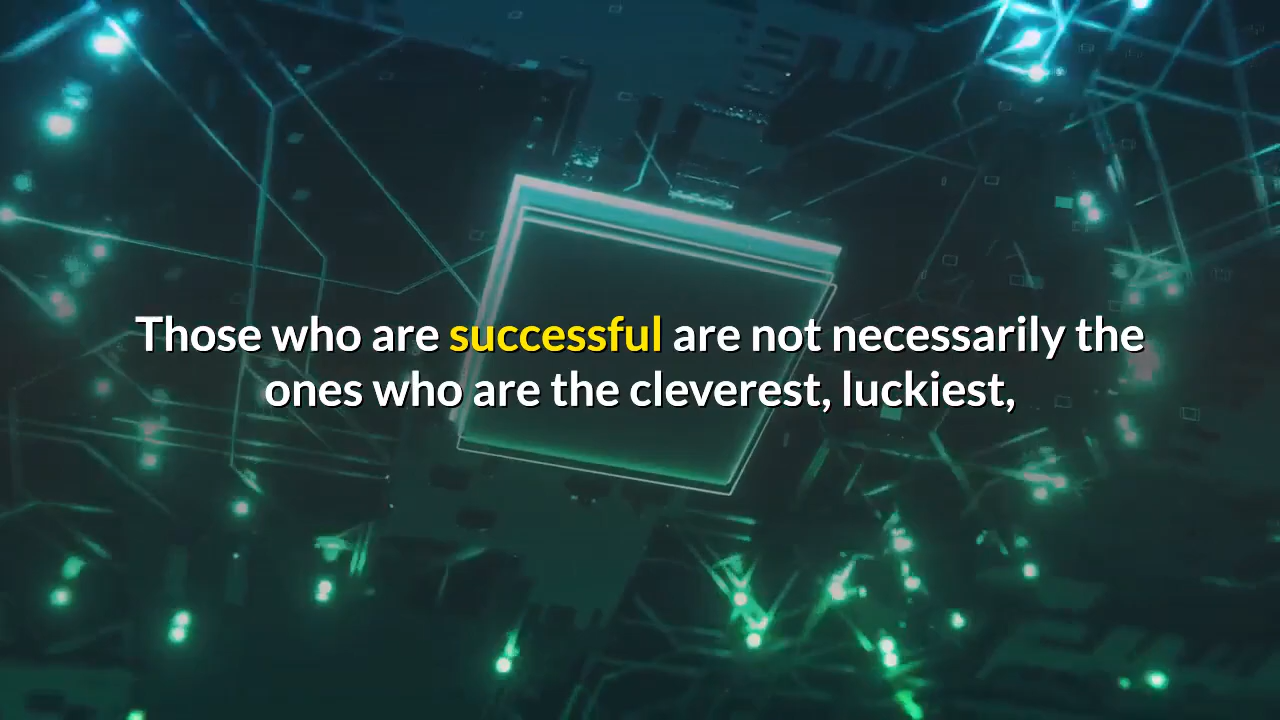 Those who are successful are not necessarily the
ones who are the cleverest, luckiest,